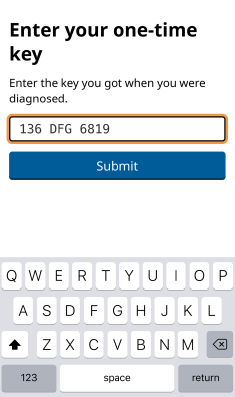 Enter your one-time
key
Enter the key you got when you were
diagnosed.
136 DFG 6819
Submit
Q W E R T Y U I O P
A S D F G H J K L
Z X C V B N M
123 space return